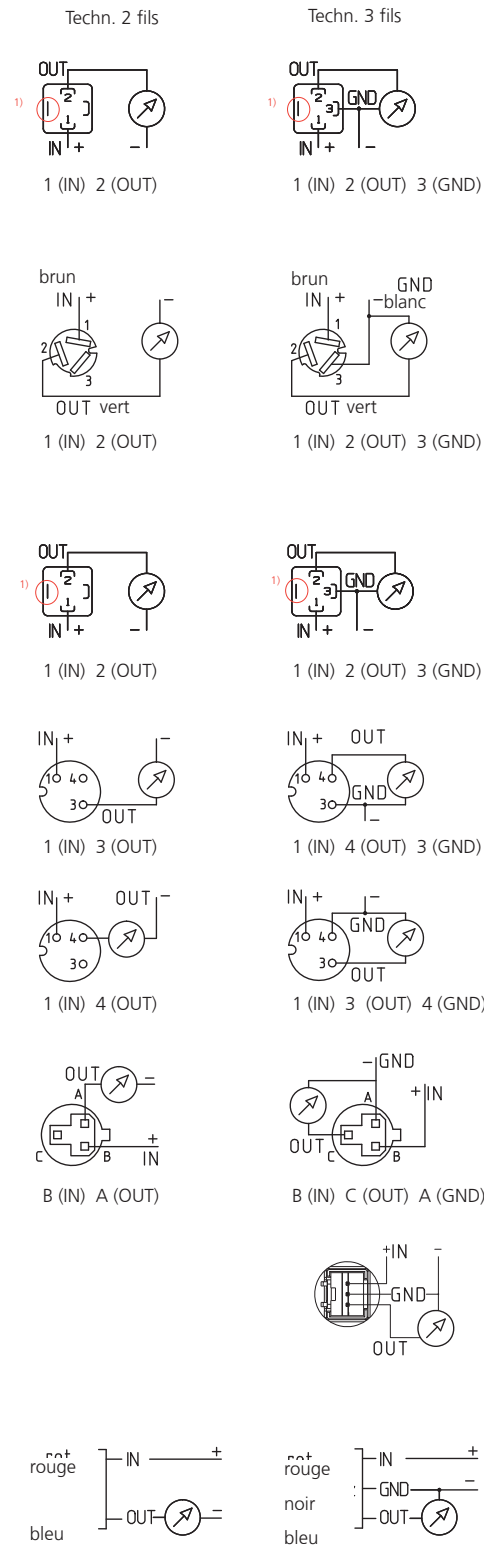 Techn. 2 fils
Techn. 3 fils
OUT
1)
2
1
IN +
−
1 (IN) 2 (OUT)
OUT
1)
2
GND
3
1
IN + −
1 (IN) 2 (OUT) 3 (GND)
brun
IN + −
1
2
3
OUT vert
1 (IN) 2 (OUT)
brun
GND
IN + − blanc
1
2
3
OUT vert
1 (IN) 2 (OUT) 3 (GND)
OUT
1)
2
1
IN + −
1 (IN) 2 (OUT)
OUT
1)
2
GND
3
1
IN + −
1 (IN) 2 (OUT) 3 (GND)
IN + −
1 4
3
OUT
1 (IN) 3 (OUT)
IN + OUT
1 4
GND
3
−
1 (IN) 4 (OUT) 3 (GND)
IN + OUT −
1 4
3
1 (IN) 4 (OUT)
IN + −
GND
1 4
3
OUT
1 (IN) 3 (OUT) 4 (GND)
OUT −
A
+
C B IN
B (IN) A (OUT)
− GND
A + IN
OUT
C B
B (IN) C (OUT) A (GND)
+IN −
GND
OUT
rouge IN +
OUT −
bleu
rouge IN +
GND −
noir
OUT
bleu